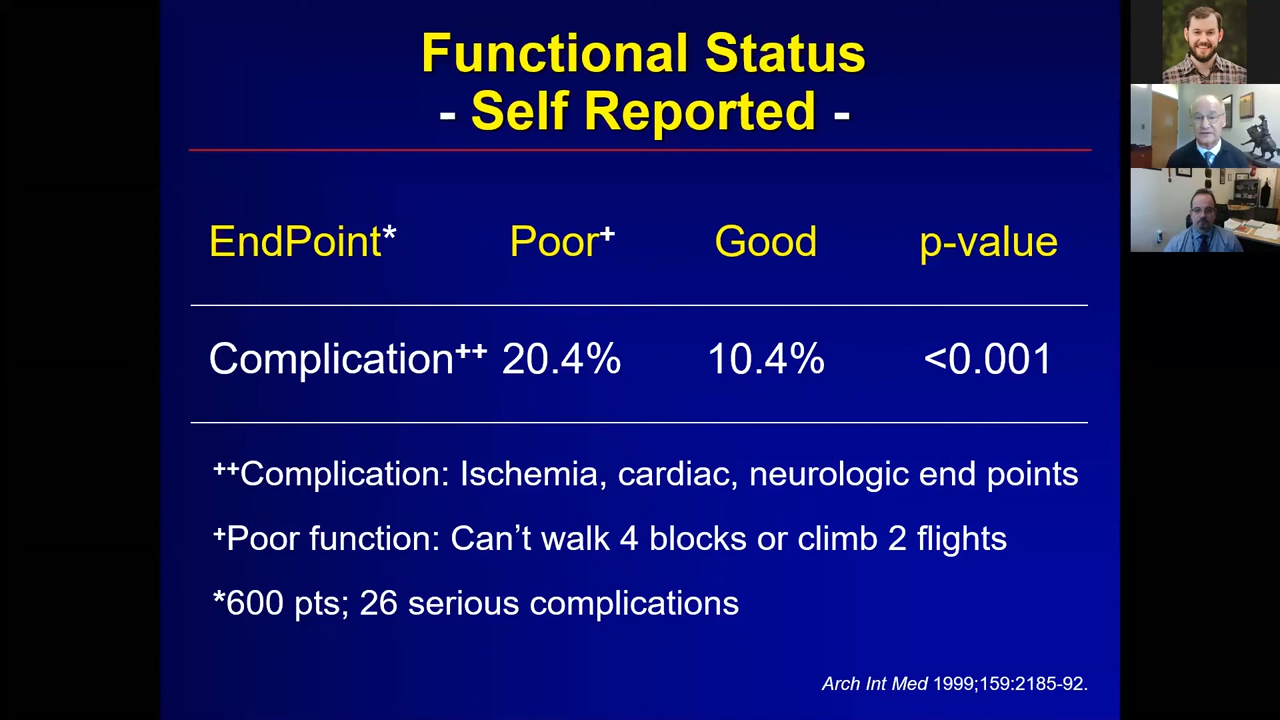 Functional Status
- Self Reported -
EndPoint* Poor+ Good p-value
Complication++ 20.4% 10.4% <0.001
++Complication: Ischemia, cardiac, neurologic end points
+Poor function: Can’t walk 4 blocks or climb 2 flights
*600 pts; 26 serious complications
Arch Int Med 1999;159:2185-92.